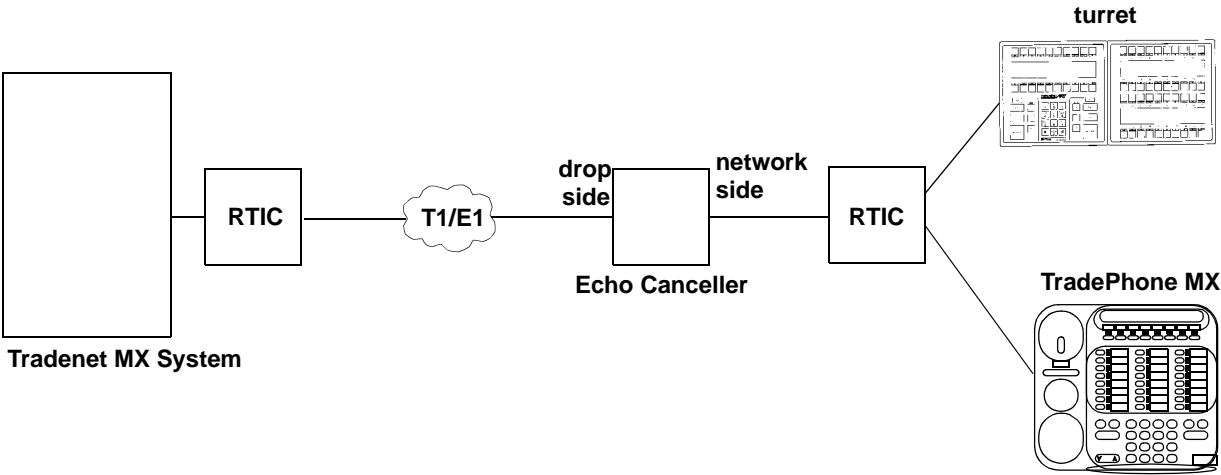 turret
drop
side
network
side
RTIC
T1/E1
RTIC
Echo Canceller
TradePhone MX
Tradenet MX System